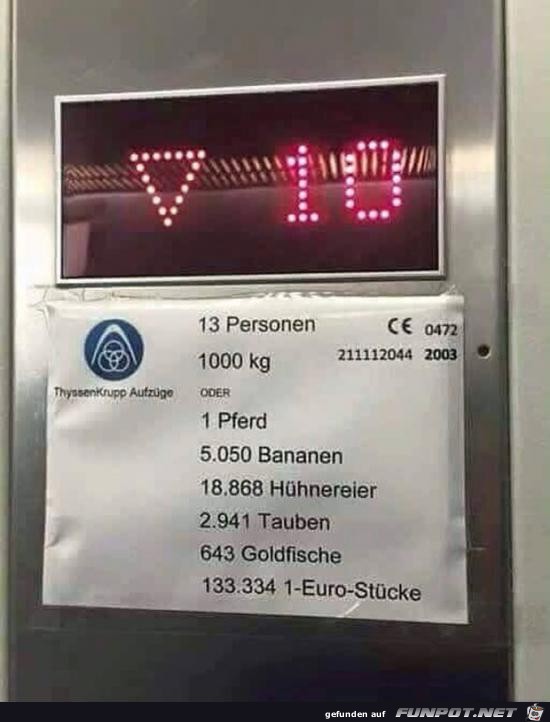 10
13 Personen
CE 0472
1000 kg
211112044 2003
ThyssenKrupp Aufzüge
ODER
1 Pferd
5.050 Bananen
18.868 Hühnereier
2.941 Tauben
643 Goldfische
133.334 1-Euro-Stücke
gefunden auf FUNPOT.NET